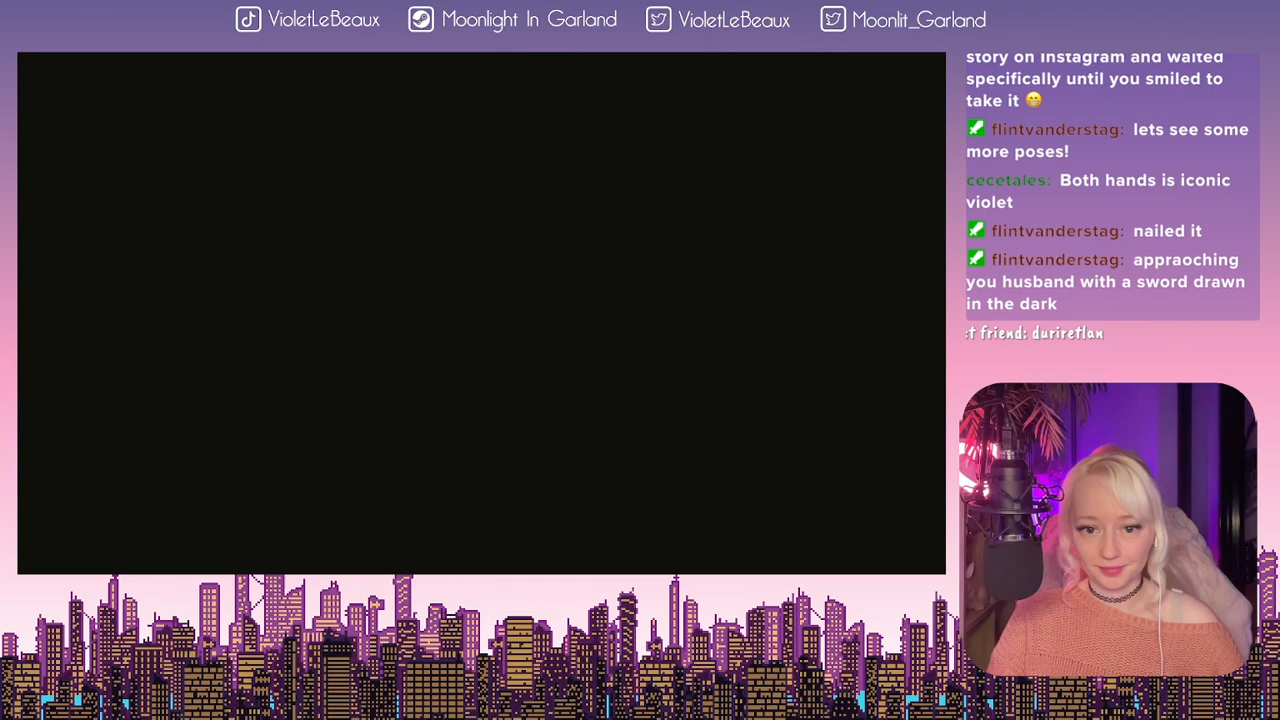 VioletLeBeaux Moonlight In Garland VioletLeBeaux Moonlit_Garland
story on Instagram and waited
specifically until you smiled to
take it 😁
flintvanderstag: lets see some
more poses!
cecetales: Both hands is iconic
violet
flintvanderstag: nailed it
flintvanderstag: appraoching
you husband with a sword drawn
in the dark
t friend: duriretlan